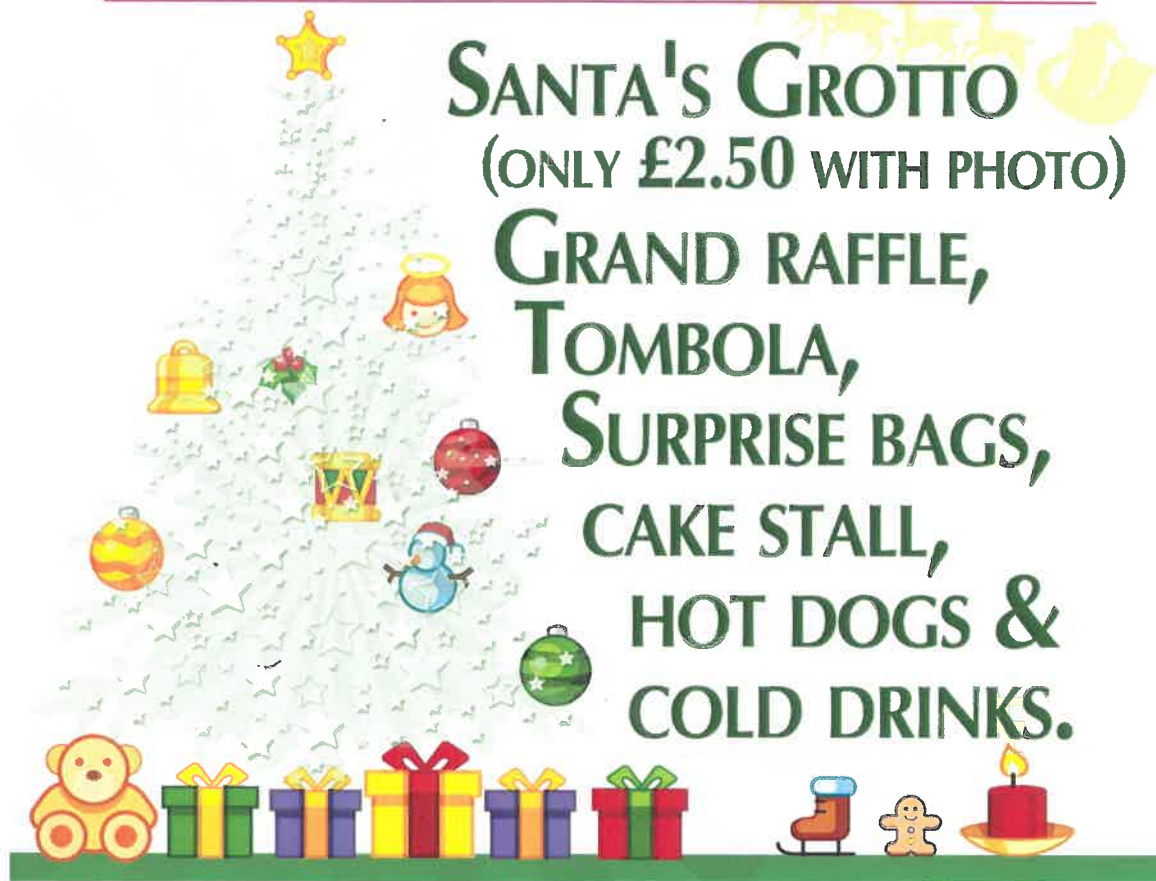 SANTA'S GROTTO
(ONLY £2.50 WITH PHOTO)
GRAND RAFFLE,
TOMBOLA,
SURPRISE BAGS,
CAKE STALL,
HOT DOGS &
COLD DRINKS.